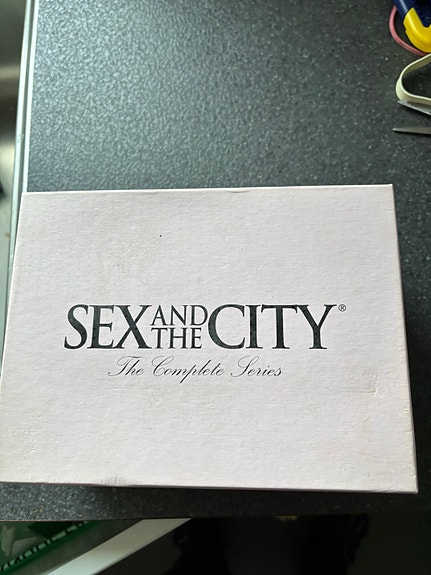 SEX AND THE CITY®
The Complete Series